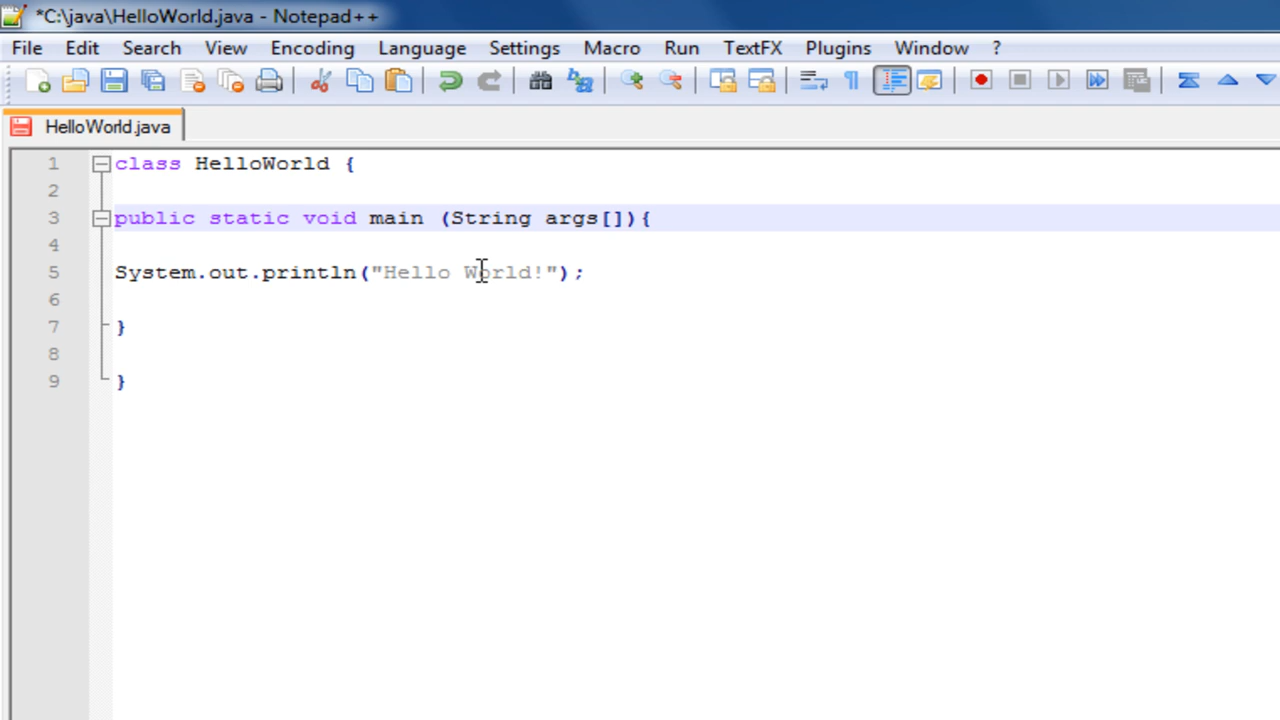 *C:\java\HelloWorld.java - Notepad++
File Edit Search View Encoding Language Settings Macro Run TextFX Plugins Window ?
HelloWorld.java
1 class HelloWorld {
2
3 public static void main (String args[]){
4
5 System.out.println("Hello World!");
6
7 }
8
9 }